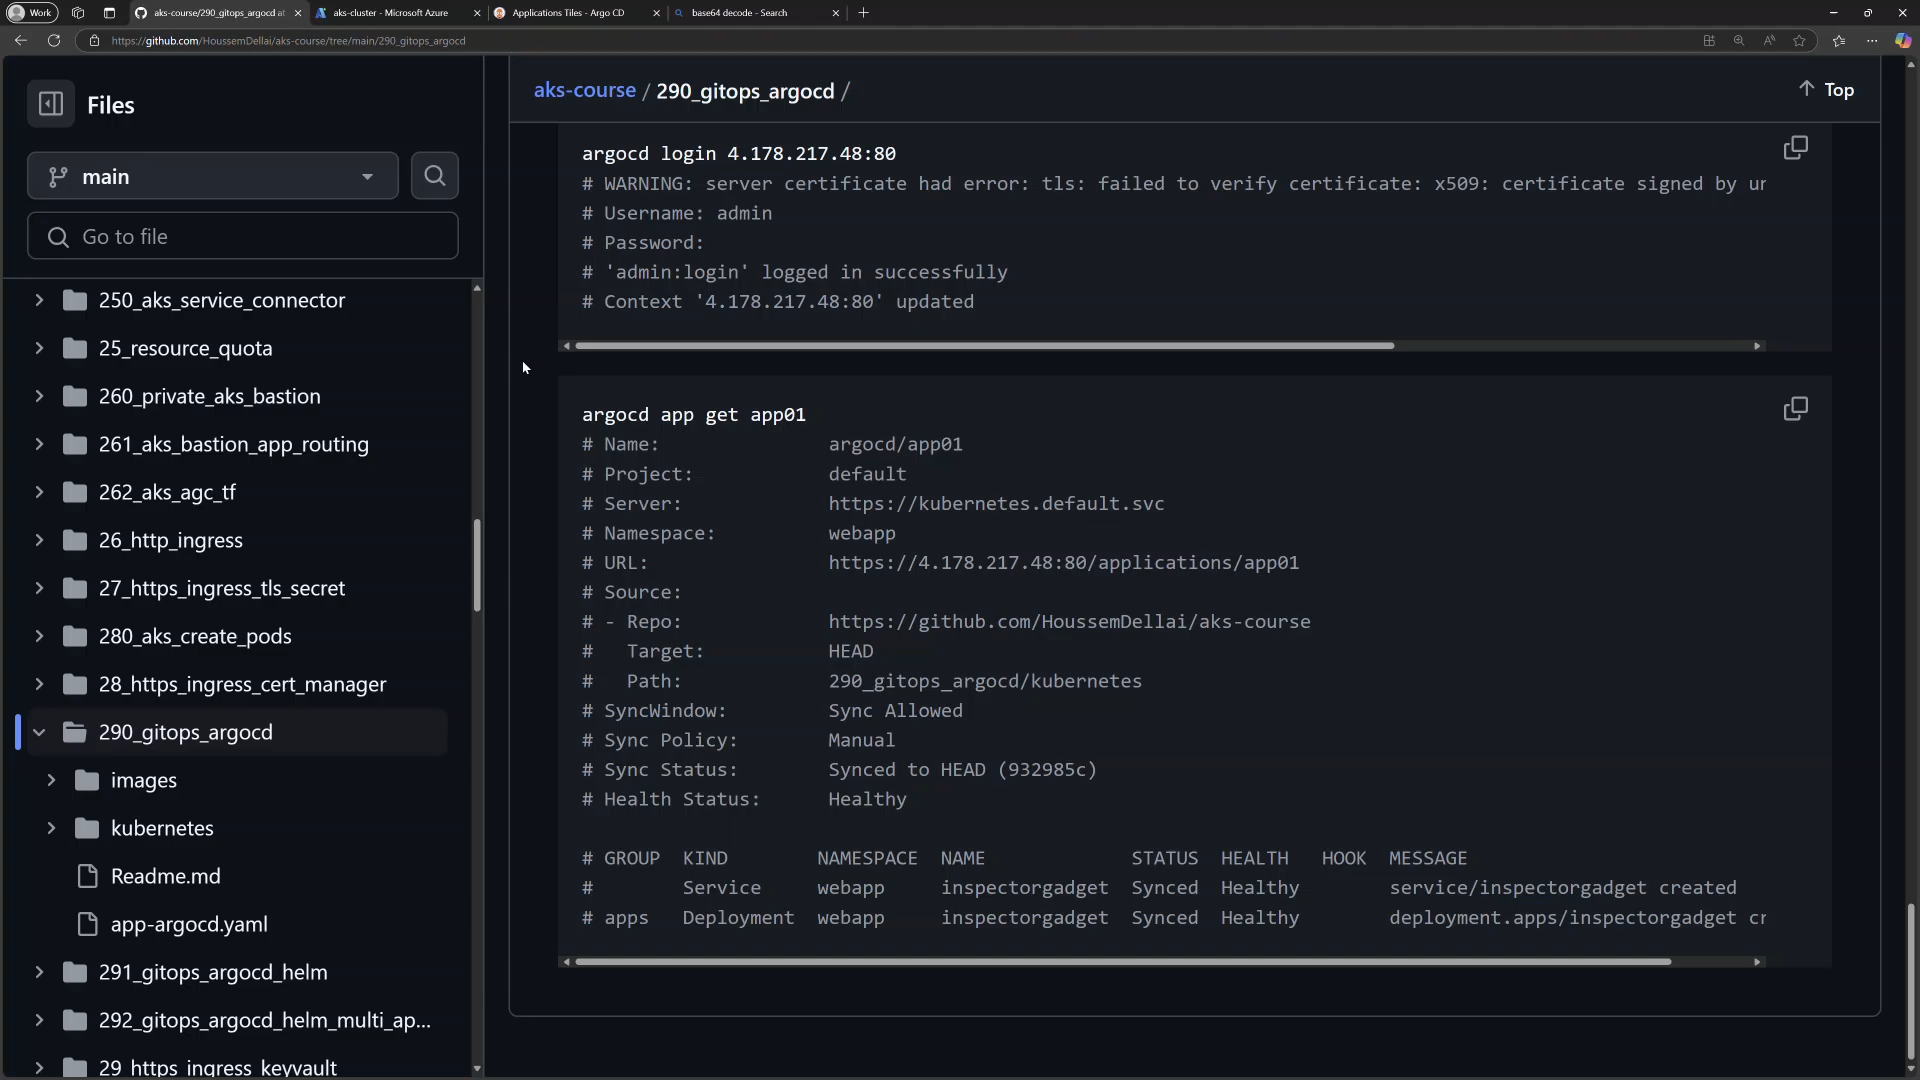 Work
aks-course/290_gitops_argocd at
aks-cluster - Microsoft Azure
Applications Tiles - Argo CD
base64 decode - Search
https://github.com/HoussemDellai/aks-course/tree/main/290_gitops_argocd
Files
main
Go to file
250_aks_service_connector
25_resource_quota
260_private_aks_bastion
261_aks_bastion_app_routing
262_aks_agc_tf
26_http_ingress
27_https_ingress_tls_secret
280_aks_create_pods
28_https_ingress_cert_manager
290_gitops_argocd
images
kubernetes
Readme.md
app-argocd.yaml
291_gitops_argocd_helm
292_gitops_argocd_helm_multi_ap...
29_https_ingress_keyvault
aks-course / 290_gitops_argocd /
Top
argocd login 4.178.217.48:80
# WARNING: server certificate had error: tls: failed to verify certificate: x509: certificate signed by ur
# Username: admin
# Password:
# 'admin:login' logged in successfully
# Context '4.178.217.48:80' updated
argocd app get app01
# Name: argocd/app01
# Project: default
# Server: https://kubernetes.default.svc
# Namespace: webapp
# URL: https://4.178.217.48:80/applications/app01
# Source:
# - Repo: https://github.com/HoussemDellai/aks-course
# Target: HEAD
# Path: 290_gitops_argocd/kubernetes
# SyncWindow: Sync Allowed
# Sync Policy: Manual
# Sync Status: Synced to HEAD (932985c)
# Health Status: Healthy
# GROUP KIND NAMESPACE NAME STATUS HEALTH HOOK MESSAGE
# Service webapp inspectorgadget Synced Healthy service/inspectorgadget created
# apps Deployment webapp inspectorgadget Synced Healthy deployment.apps/inspectorgadget cr